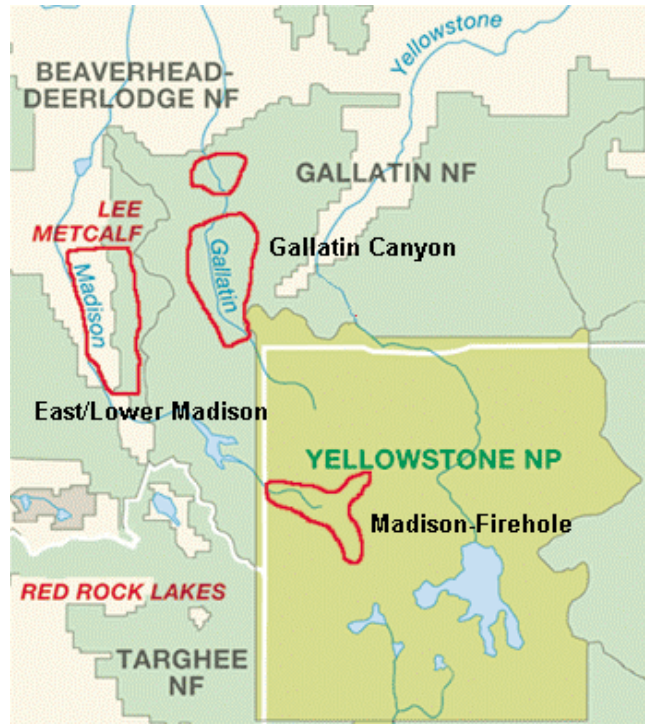 Yellowstone
BEAVERHEAD-
DEERLODGE NF
GALLATIN NF
LEE
METCALF
Gallatin
Gallatin Canyon
Madison
East/Lower Madison
YELLOWSTONE NP
Madison-Firehole
RED ROCK LAKES
TARGHEE
NF